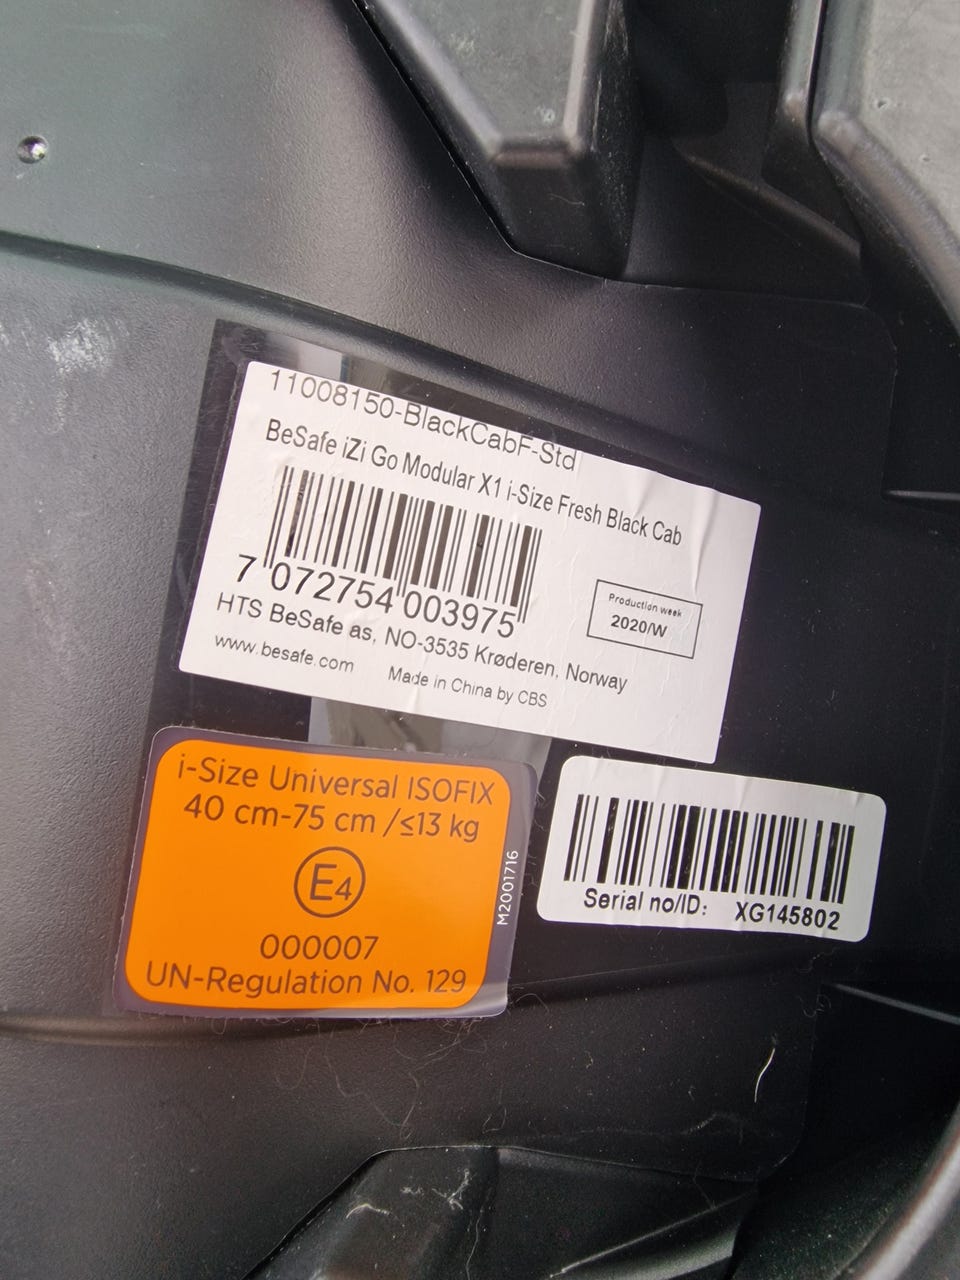 11008150-BlackCabF-Std
BeSafe iZi Go Modular X1 i-Size Fresh Black Cab
7 072754 003975
Production week
2020/W
HTS BeSafe as, NO-3535 Krøderen, Norway
www.besafe.com
Made in China by CBS
i-Size Universal ISOFIX
40 cm-75 cm /≤13 kg
E4
000007
UN-Regulation No. 129
M2001716
Serial no/ID: XG145802